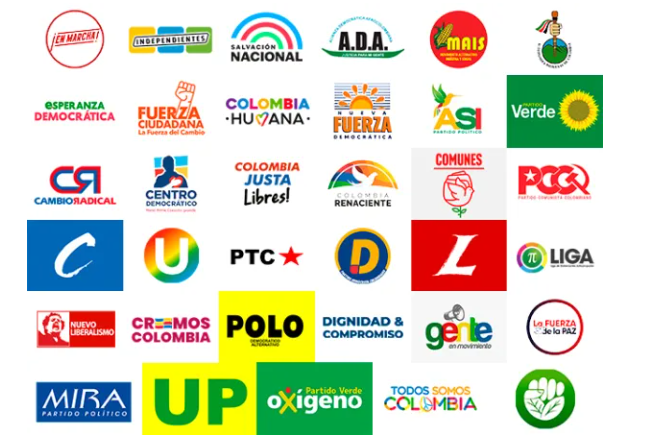 ¡EN MARCHA!
INDEPENDIENTES
SALVACIÓN
NACIONAL
A.D.A.
MAIS
ESPERANZA
DEMOCRÁTICA
FUERZA
CIUDADANA
La Fuerza del Cambio
COLOMBIA
HUMANA
NUEVA
FUERZA
DEMOCRÁTICA
ASI
PARTIDO POLÍTICO
PARTIDO
Verde
CR
CAMBIO RADICAL
CENTRO
DEMOCRÁTICO
COLOMBIA
JUSTA
Libres!
COLOMBIA
RENACIENTE
COMUNES
PCC
PARTIDO COMUNISTA COLOMBIANO
C
U
PTC
D
L
π LIGA
NUEVO
LIBERALISMO
CREEMOS
COLOMBIA
POLO
DEMOCRÁTICO
ALTERNATIVO
DIGNIDAD &
COMPROMISO
gente
en movimiento
La FUERZA
de la PAZ
MIRA
PARTIDO POLÍTICO
UP
Partido Verde
oxígeno
TODOS SOMOS
COLOMBIA